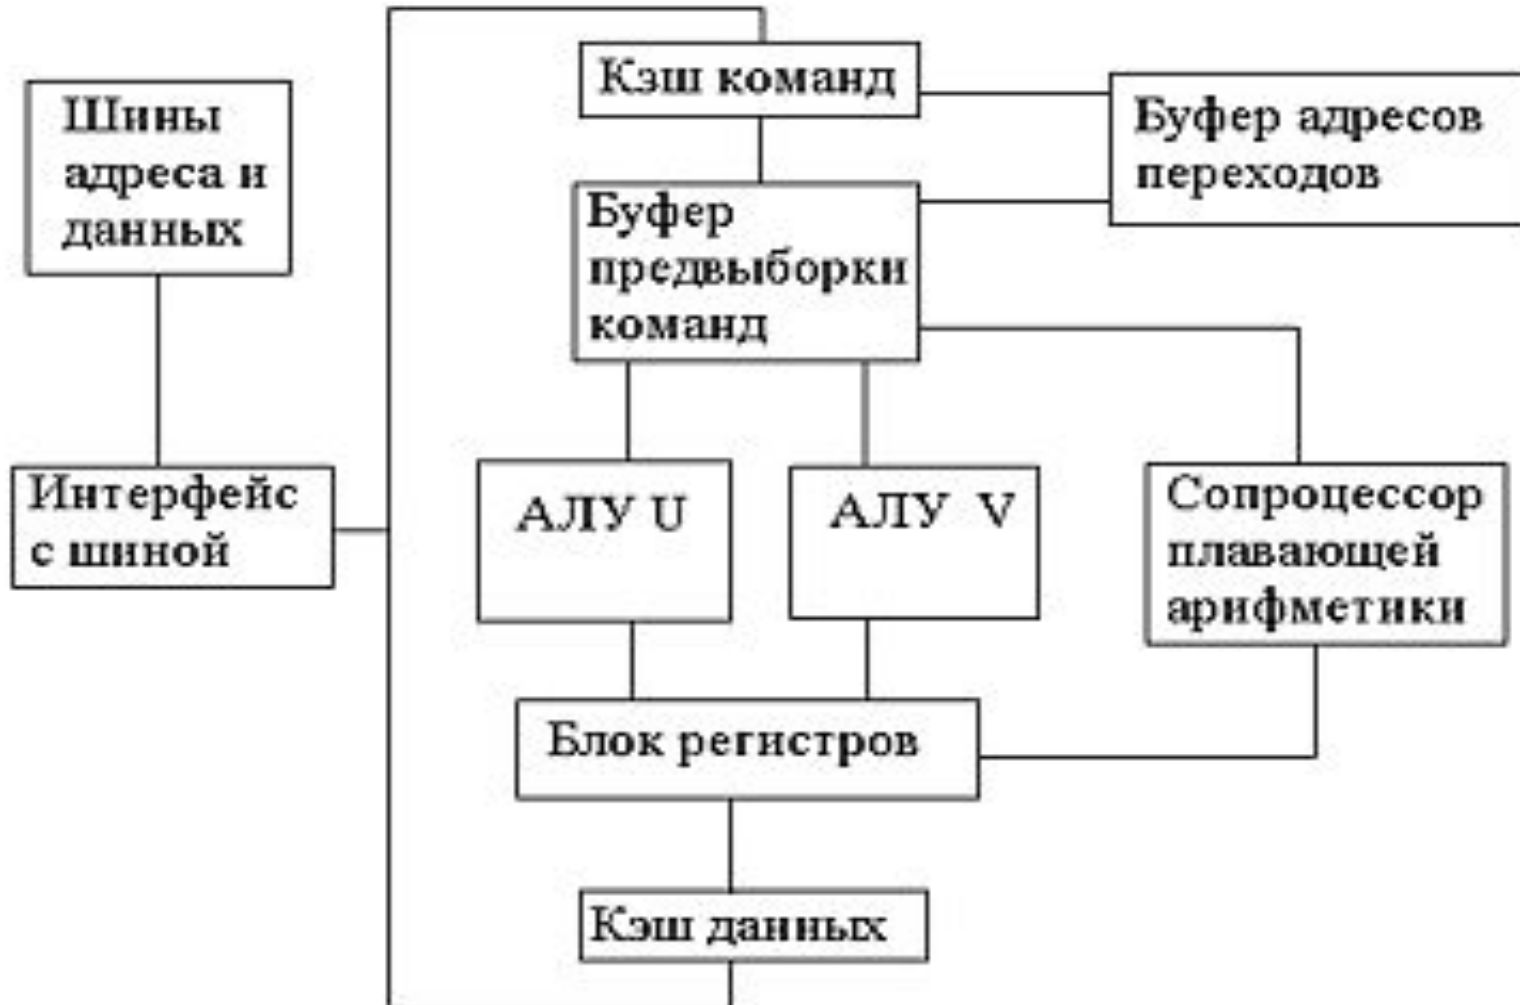 Кэш команд
Шины
адреса и
данных
Буфер адресов
переходов
Буфер
предвыборки
команд
Интерфейс
с шиной
АЛУ U
АЛУ V
Сопроцессор
плавающей
арифметики
Блок регистров
Кэш данных